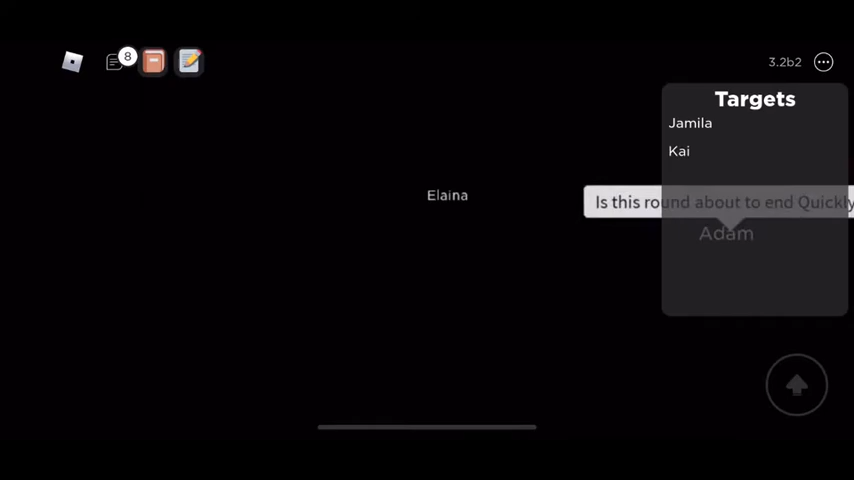 8
3.2b2
Targets
Jamila
Kai
Elaina
Is this round about to end Quickly
Adam